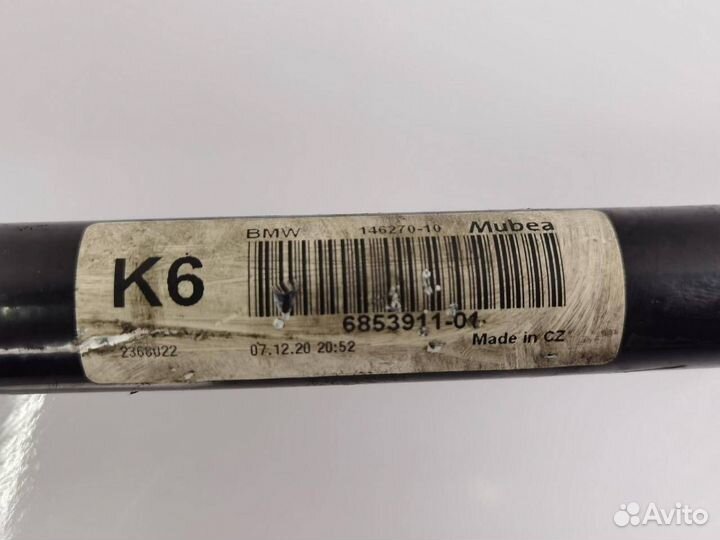 BMW 146270-10 Mubea
K6
6853911-01
2366022 07.12.20 20:52 Made in CZ
Avito